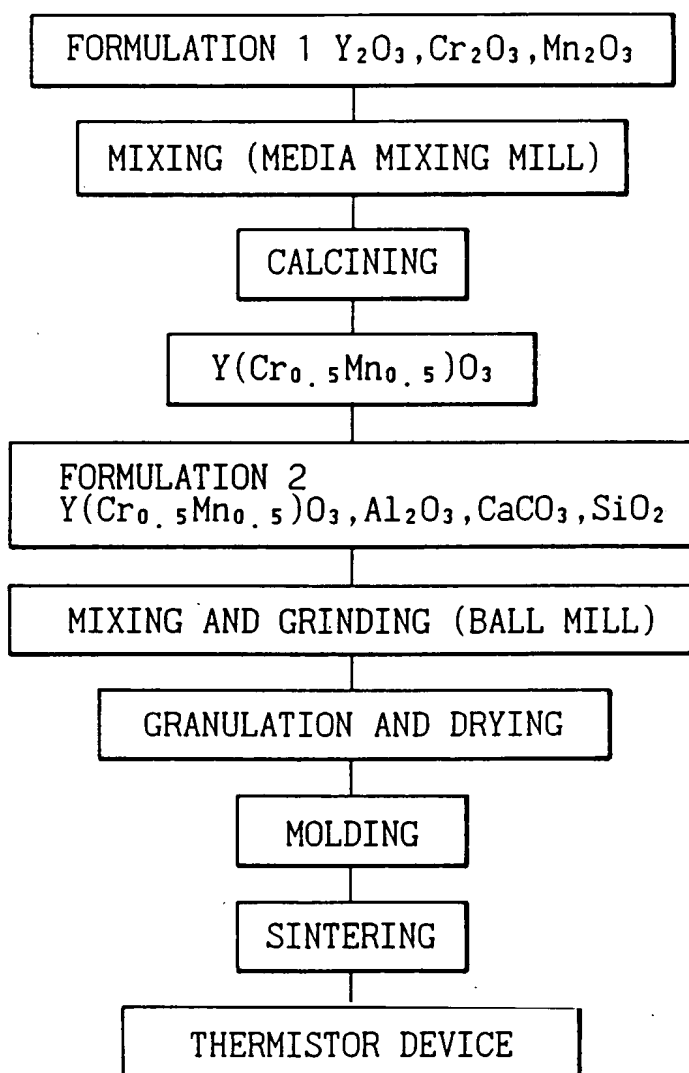 FORMULATION 1 Y₂O₃,Cr₂O₃,Mn₂O₃
MIXING (MEDIA MIXING MILL)
CALCINING
Y(Cr₀.₅Mn₀.₅)O₃
FORMULATION 2
Y(Cr₀.₅Mn₀.₅)O₃,Al₂O₃,CaCO₃,SiO₂
MIXING AND GRINDING (BALL MILL)
GRANULATION AND DRYING
MOLDING
SINTERING
THERMISTOR DEVICE